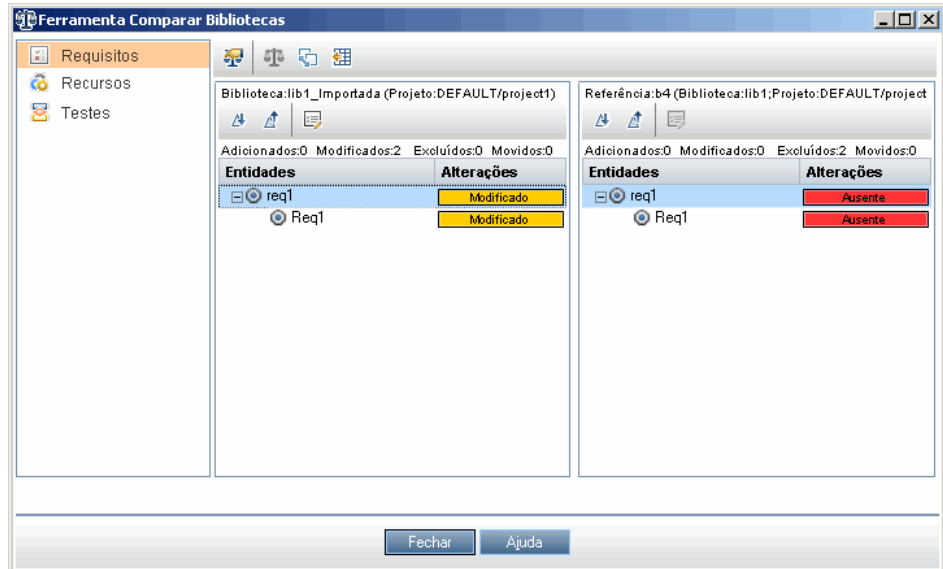 Ferramenta Comparar Bibliotecas
Requisitos
Recursos
Testes
Biblioteca:lib1_Importada (Projeto:DEFAULT/project1)
Adicionados:0 Modificados:2 Excluídos:0 Movidos:0
Entidades Alterações
req1 Modificado
Req1 Modificado
Referência:b4 (Biblioteca:lib1;Projeto:DEFAULT/project
Adicionados:0 Modificados:0 Excluídos:2 Movidos:0
Entidades Alterações
req1 Ausente
Req1 Ausente
Fechar Ajuda